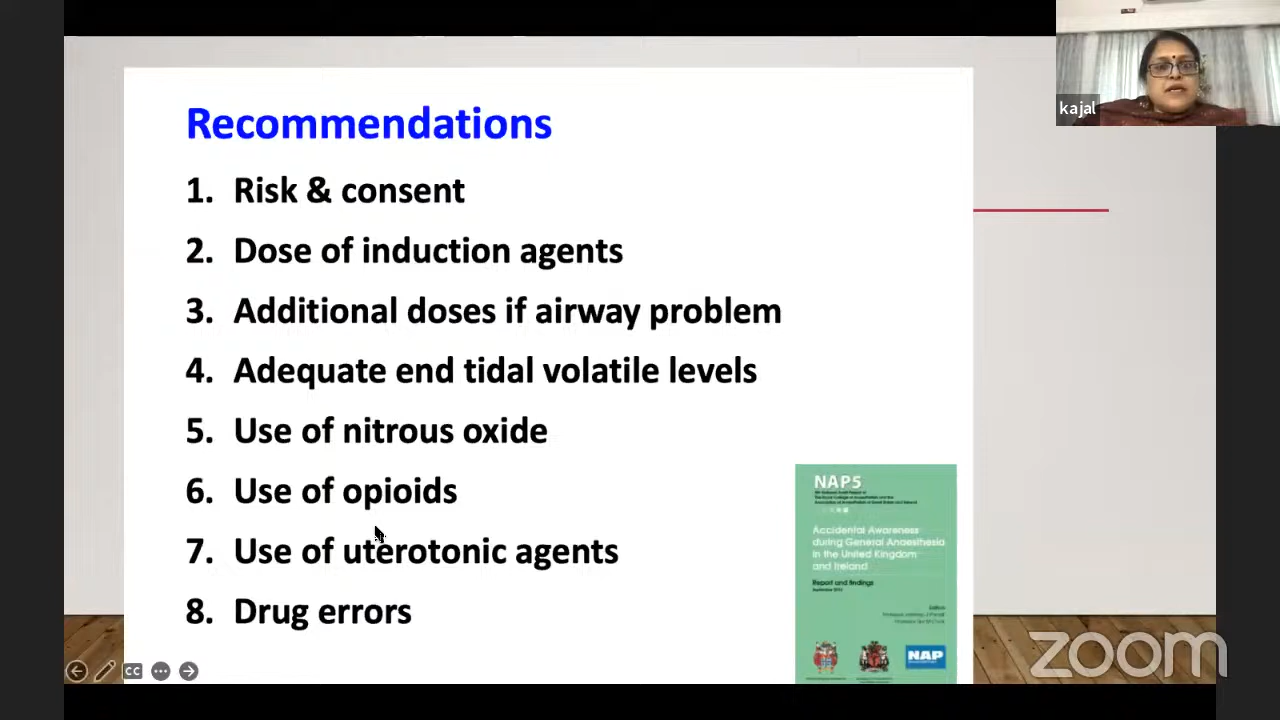 kajal
Recommendations
1. Risk & consent
2. Dose of induction agents
3. Additional doses if airway problem
4. Adequate end tidal volatile levels
5. Use of nitrous oxide
6. Use of opioids
7. Use of uterotonic agents
8. Drug errors
NAP5
Accidental Awareness
during General Anaesthesia
in the United Kingdom
and Ireland
Report and findings
NAP
CC
zoom